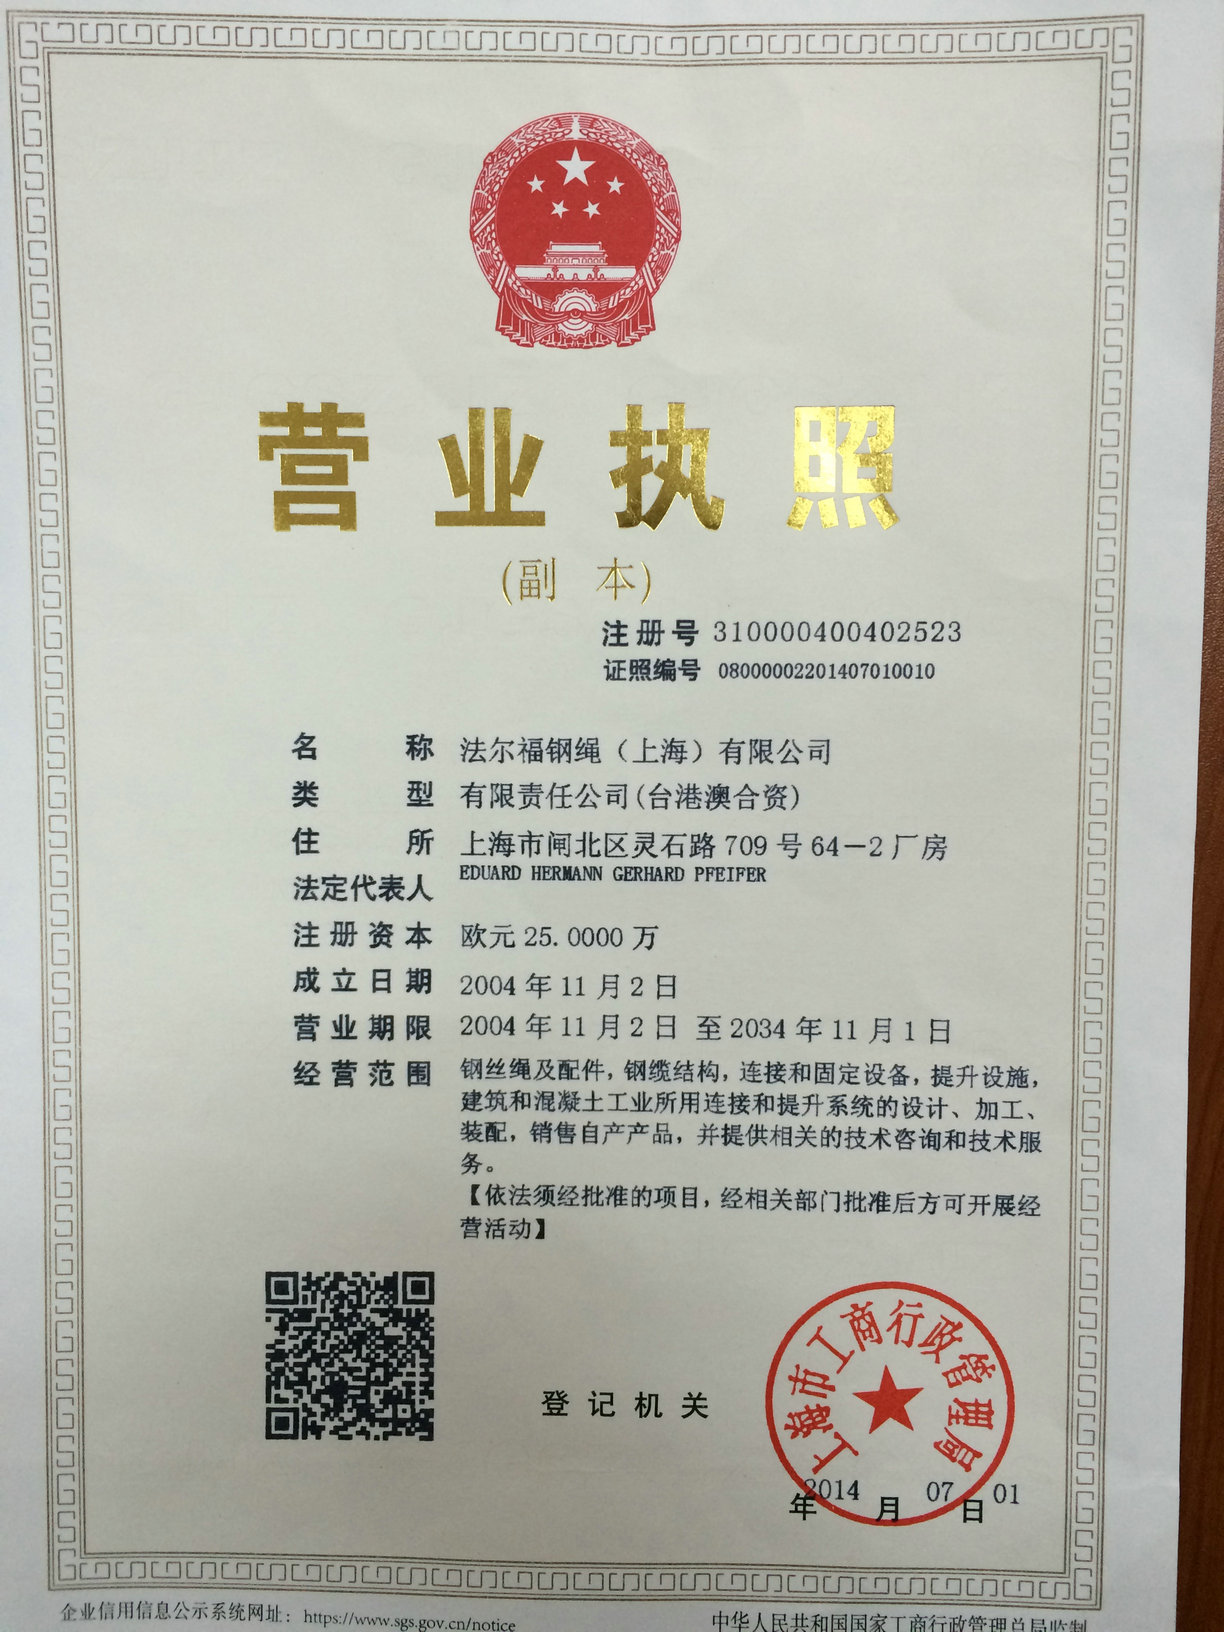 营业执照
(副 本)
注册号 310000400402523
证照编号 08000002201407010010
名称 法尔福钢绳（上海）有限公司
类型 有限责任公司(台港澳合资)
住所 上海市闸北区灵石路709号64－2厂房
法定代表人 EDUARD HERMANN GERHARD PFEIFER
注册资本 欧元25.0000万
成立日期 2004年11月2日
营业期限 2004年11月2日 至2034年11月1日
经营范围 钢丝绳及配件，钢缆结构，连接和固定设备，提升设施，
建筑和混凝土工业所用连接和提升系统的设计、加工、
装配，销售自产产品，并提供相关的技术咨询和技术服
务。
【依法须经批准的项目，经相关部门批准后方可开展经
营活动】
登记机关
上海市工商行政管理局
2014年07月01日
企业信用信息公示系统网址：https://www.sgs.gov.cn/notice
中华人民共和国国家工商行政管理总局监制